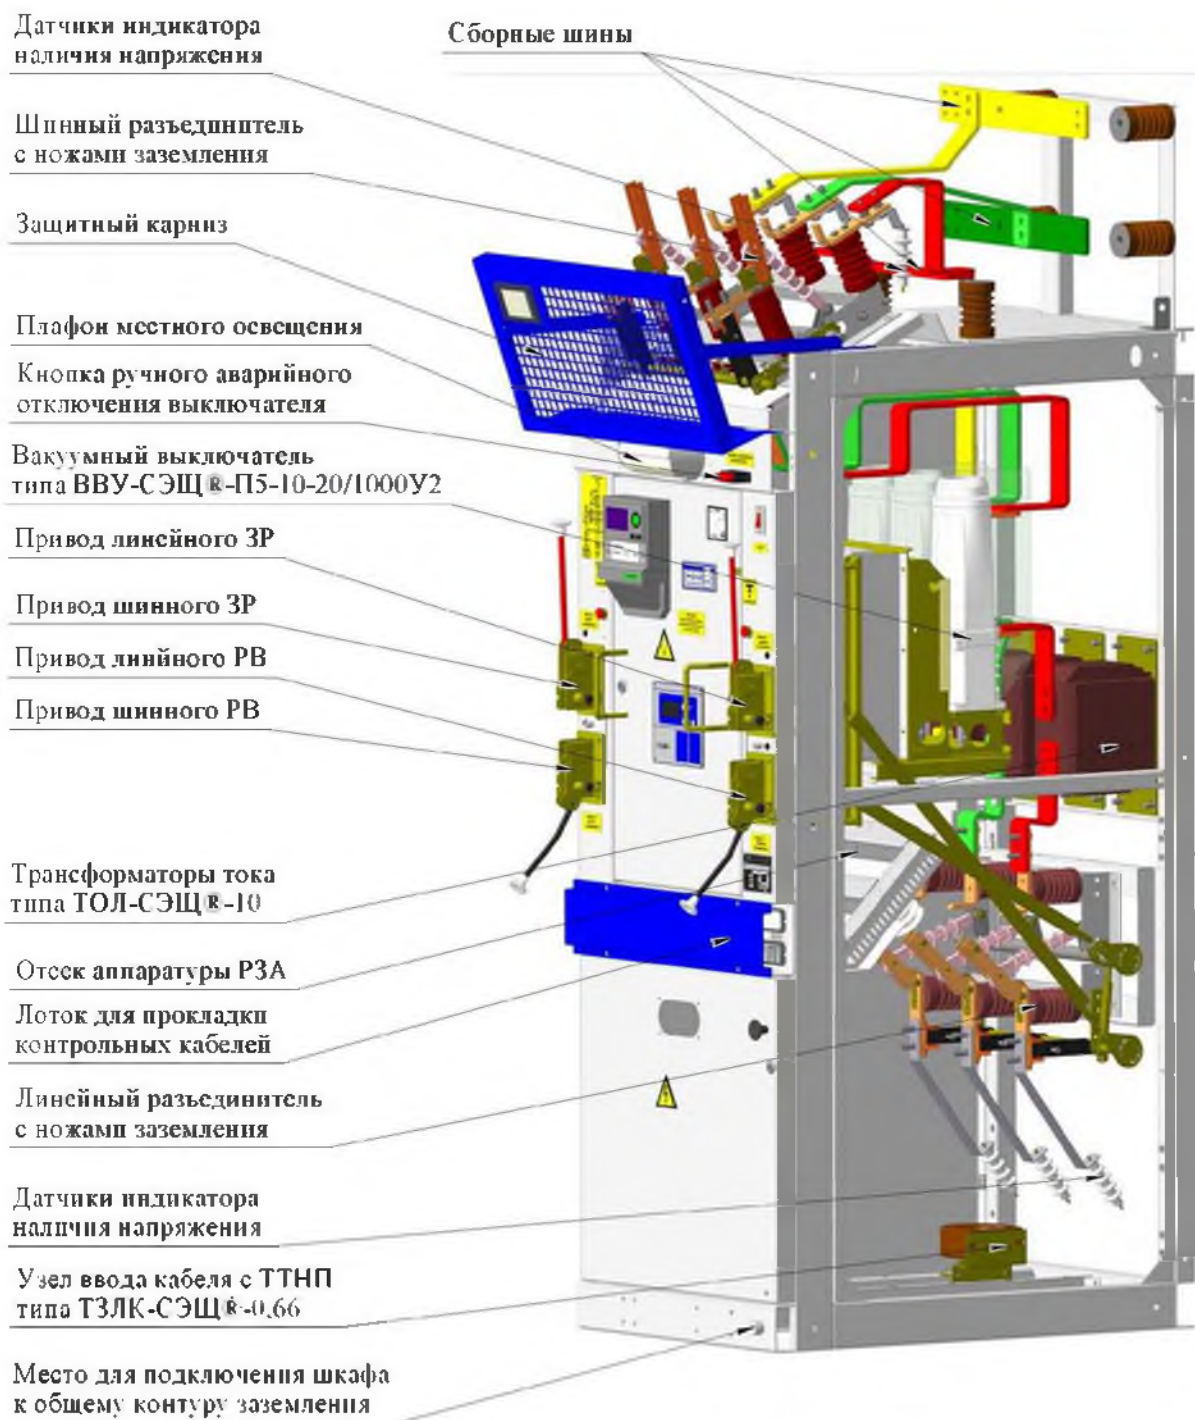 Датчики индикатора
наличия напряжения
Сборные шины
Шинный разъединитель
с ножами заземления
Защитный карниз
Плафон местного освещения
Кнопка ручного аварийного
отключения выключателя
Вакуумный выключатель
типа ВВУ-СЭЩ®-П5-10-20/1000У2
Привод линейного ЗР
Привод шинного ЗР
Привод линйного РВ
Привод шинного РВ
Трансформаторы тока
типа ТОЛ-СЭЩ®-10
Отсек аппаратуры РЗА
Лоток для прокладки
контрольных кабелей
Линейный разъединитель
с ножами заземления
Датчики индикатора
наличия напряжения
Узел ввода кабеля с ТТНП
типа ТЗЛК-СЭЩ®-0.66
Место для подключения шкафа
к общему контуру заземления